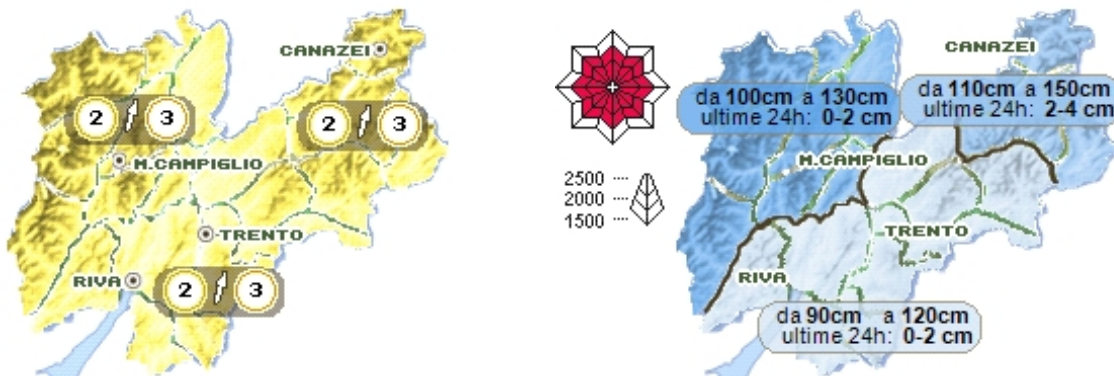 CANAZEI
2 3
2 3
M.CAMPIGLIO
TRENTO
RIVA
2 3
2500
2000
1500
CANAZEI
da 100cm a 130cm
ultime 24h: 0-2 cm
da 110cm a 150cm
ultime 24h: 2-4 cm
M.CAMPIGLIO
TRENTO
RIVA
da 90cm a 120cm
ultime 24h: 0-2 cm